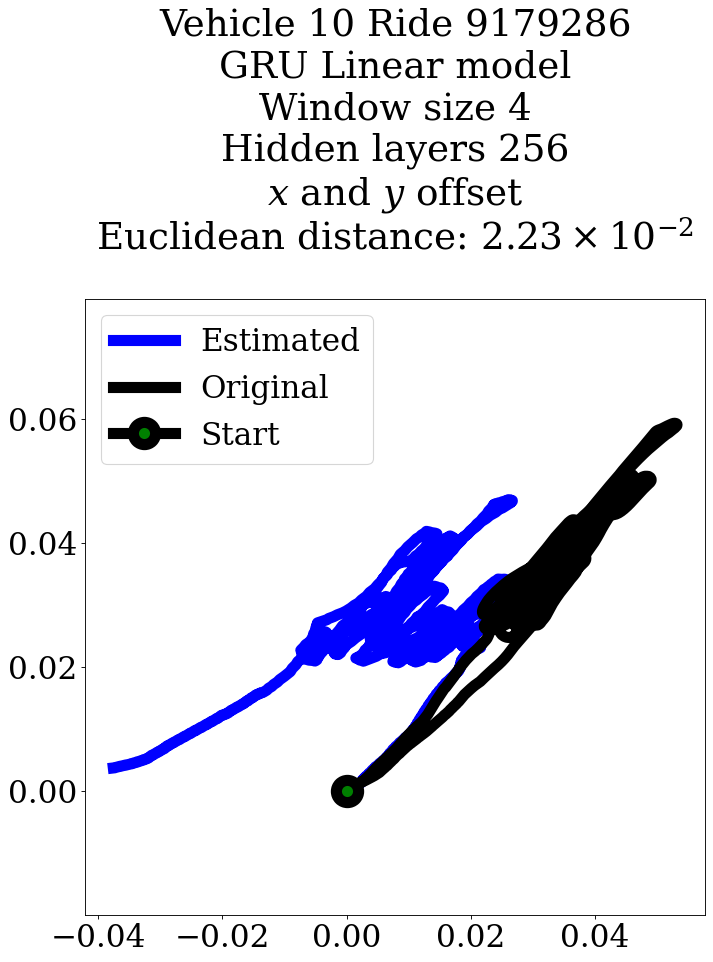 Vehicle 10 Ride 9179286
GRU Linear model
Window size 4
Hidden layers 256
x and y offset
Euclidean distance: 2.23 × 10⁻²
Estimated
Original
Start
0.06
0.04
0.02
0.00
−0.04 −0.02 0.00 0.02 0.04